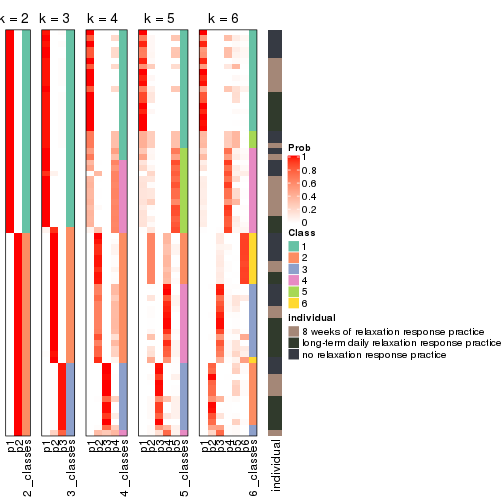 k = 2 k = 3 k = 4 k = 5 k = 6
Prob
1
0.8
0.6
0.4
0.2
0
Class
1
2
3
4
5
6
individual
8 weeks of relaxation response practice
long-term daily relaxation response practice
no relaxation response practice
p1
p2
2_classes
p1
p2
p3
3_classes
p1
p2
p3
p4
4_classes
p1
p2
p3
p4
p5
5_classes
p1
p2
p3
p4
p5
p6
6_classes
individual